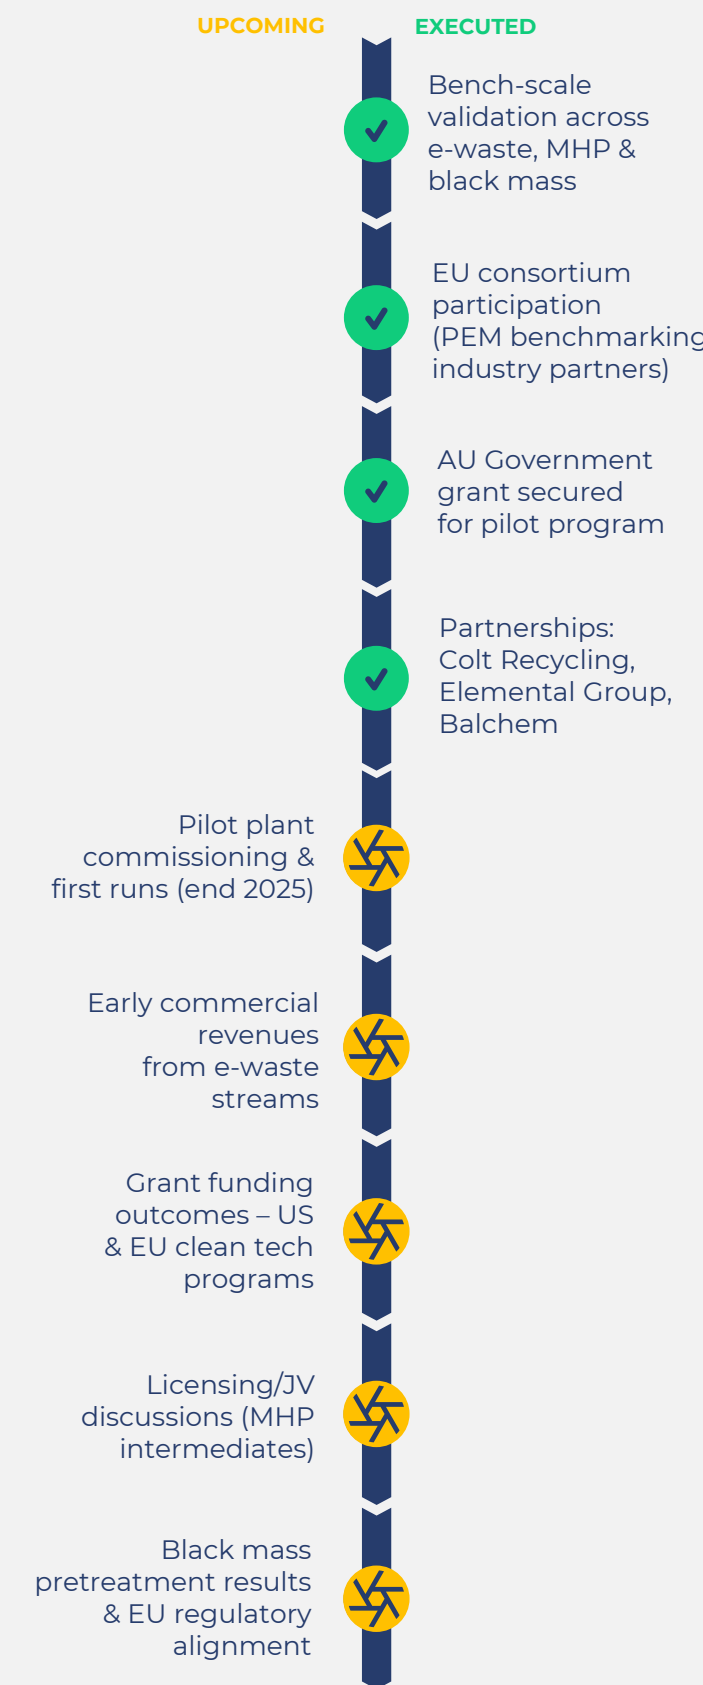 UPCOMING
EXECUTED
Bench-scale
validation across
e-waste, MHP &
black mass
EU consortium
participation
(PEM benchmarking
industry partners)
AU Government
grant secured
for pilot program
Partnerships:
Colt Recycling,
Elemental Group,
Balchem
Pilot plant
commissioning &
first runs (end 2025)
Early commercial
revenues
from e-waste
streams
Grant funding
outcomes – US
& EU clean tech
programs
Licensing/JV
discussions (MHP
intermediates)
Black mass
pretreatment results
& EU regulatory
alignment